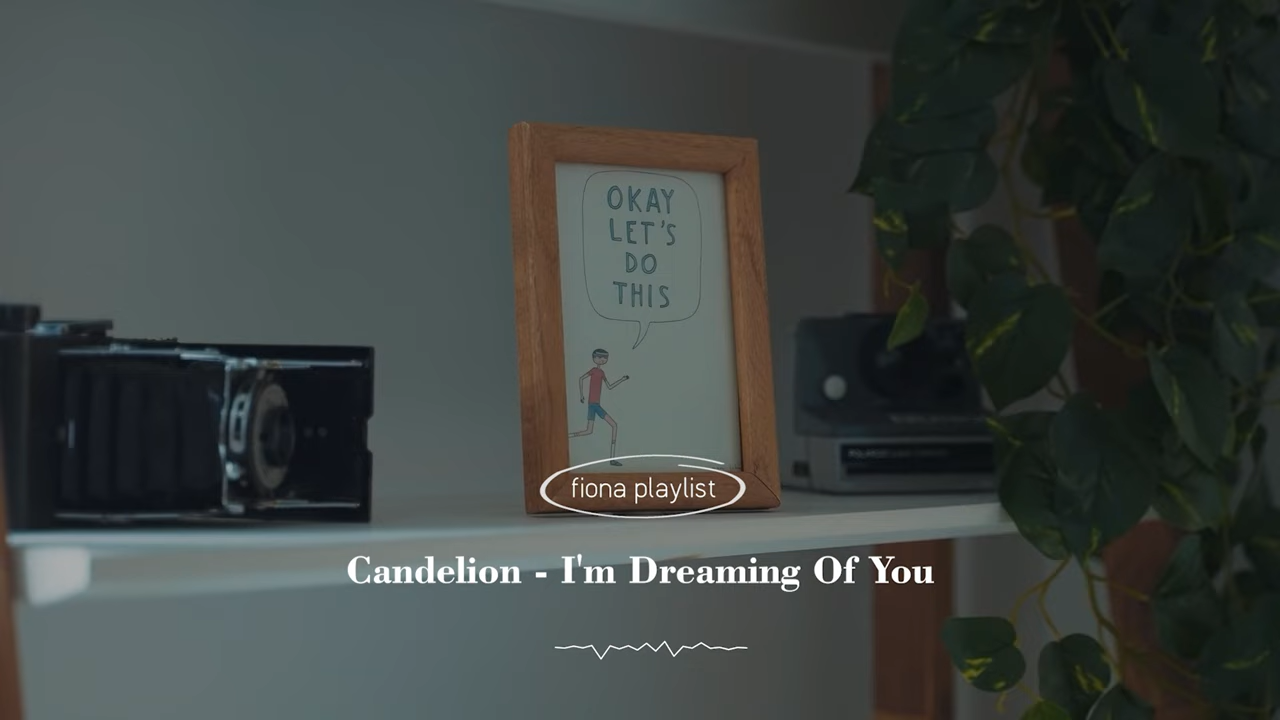 OKAY
LET'S
DO
THIS
fiona playlist
Candelion - I'm Dreaming Of You